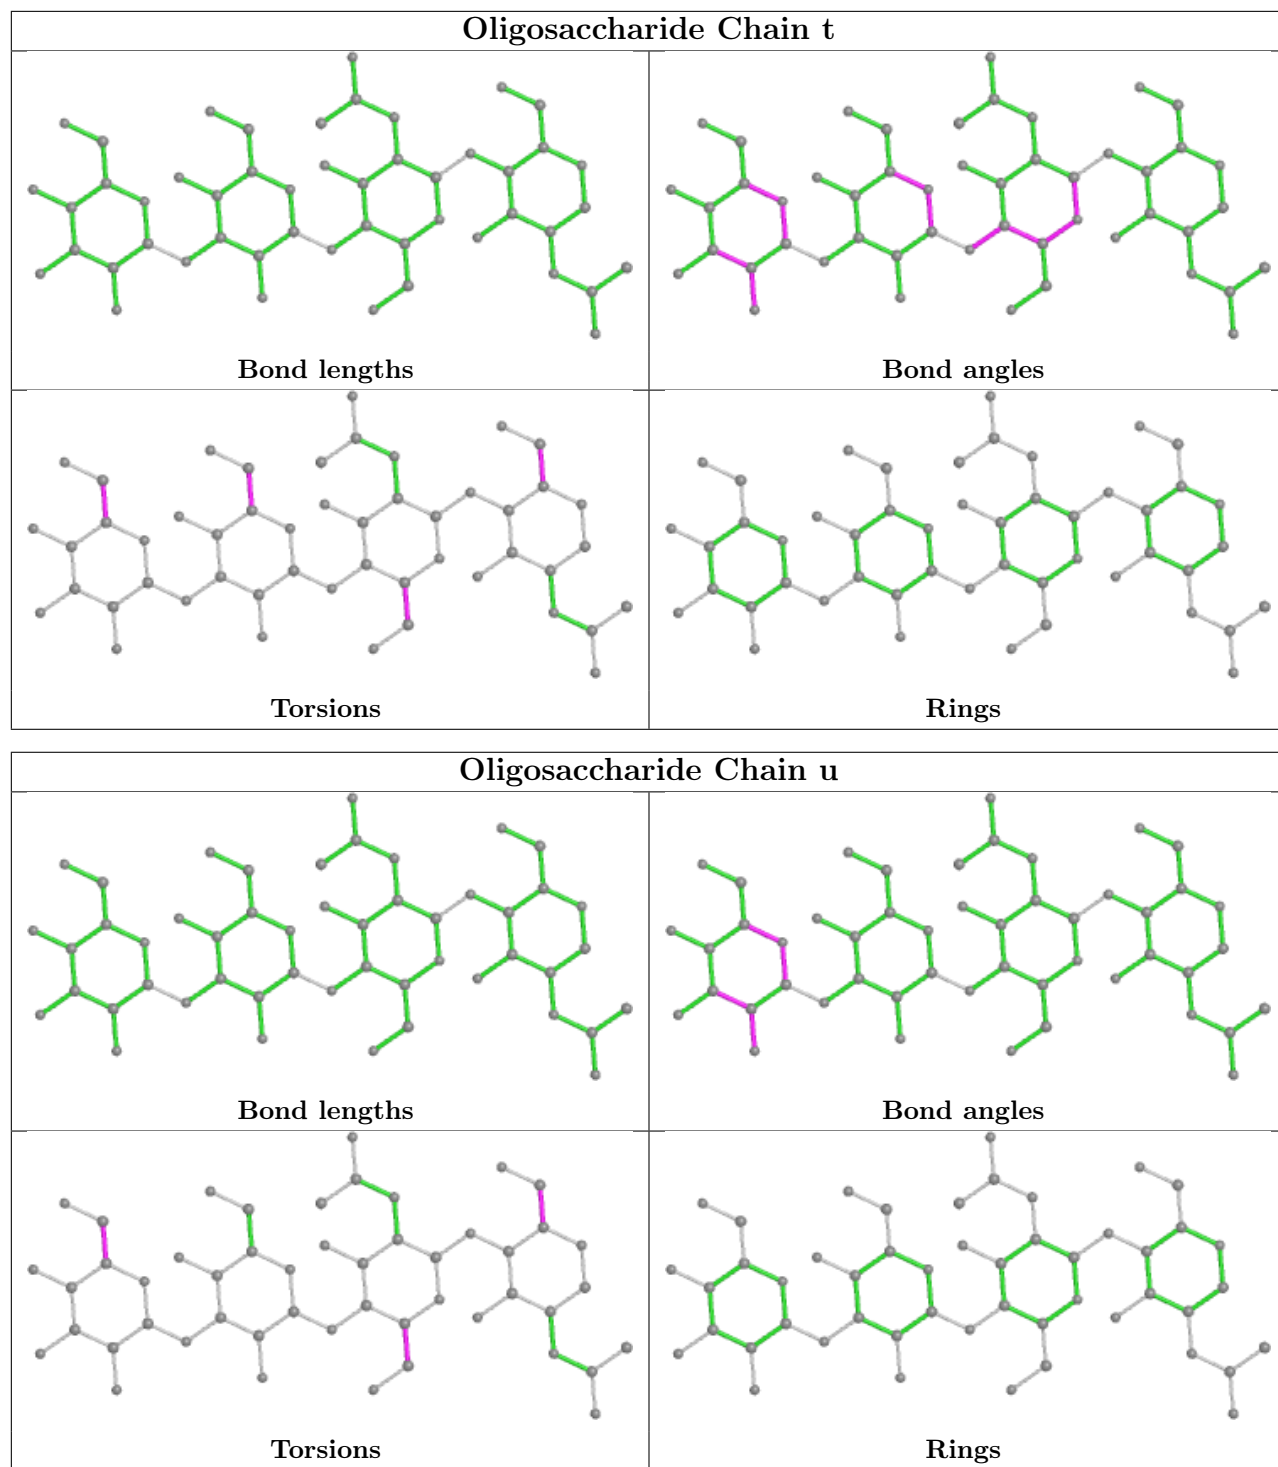 Oligosaccharide Chain t
Bond lengths
Bond angles
Torsions
Rings
Oligosaccharide Chain u
Bond lengths
Bond angles
Torsions
Rings